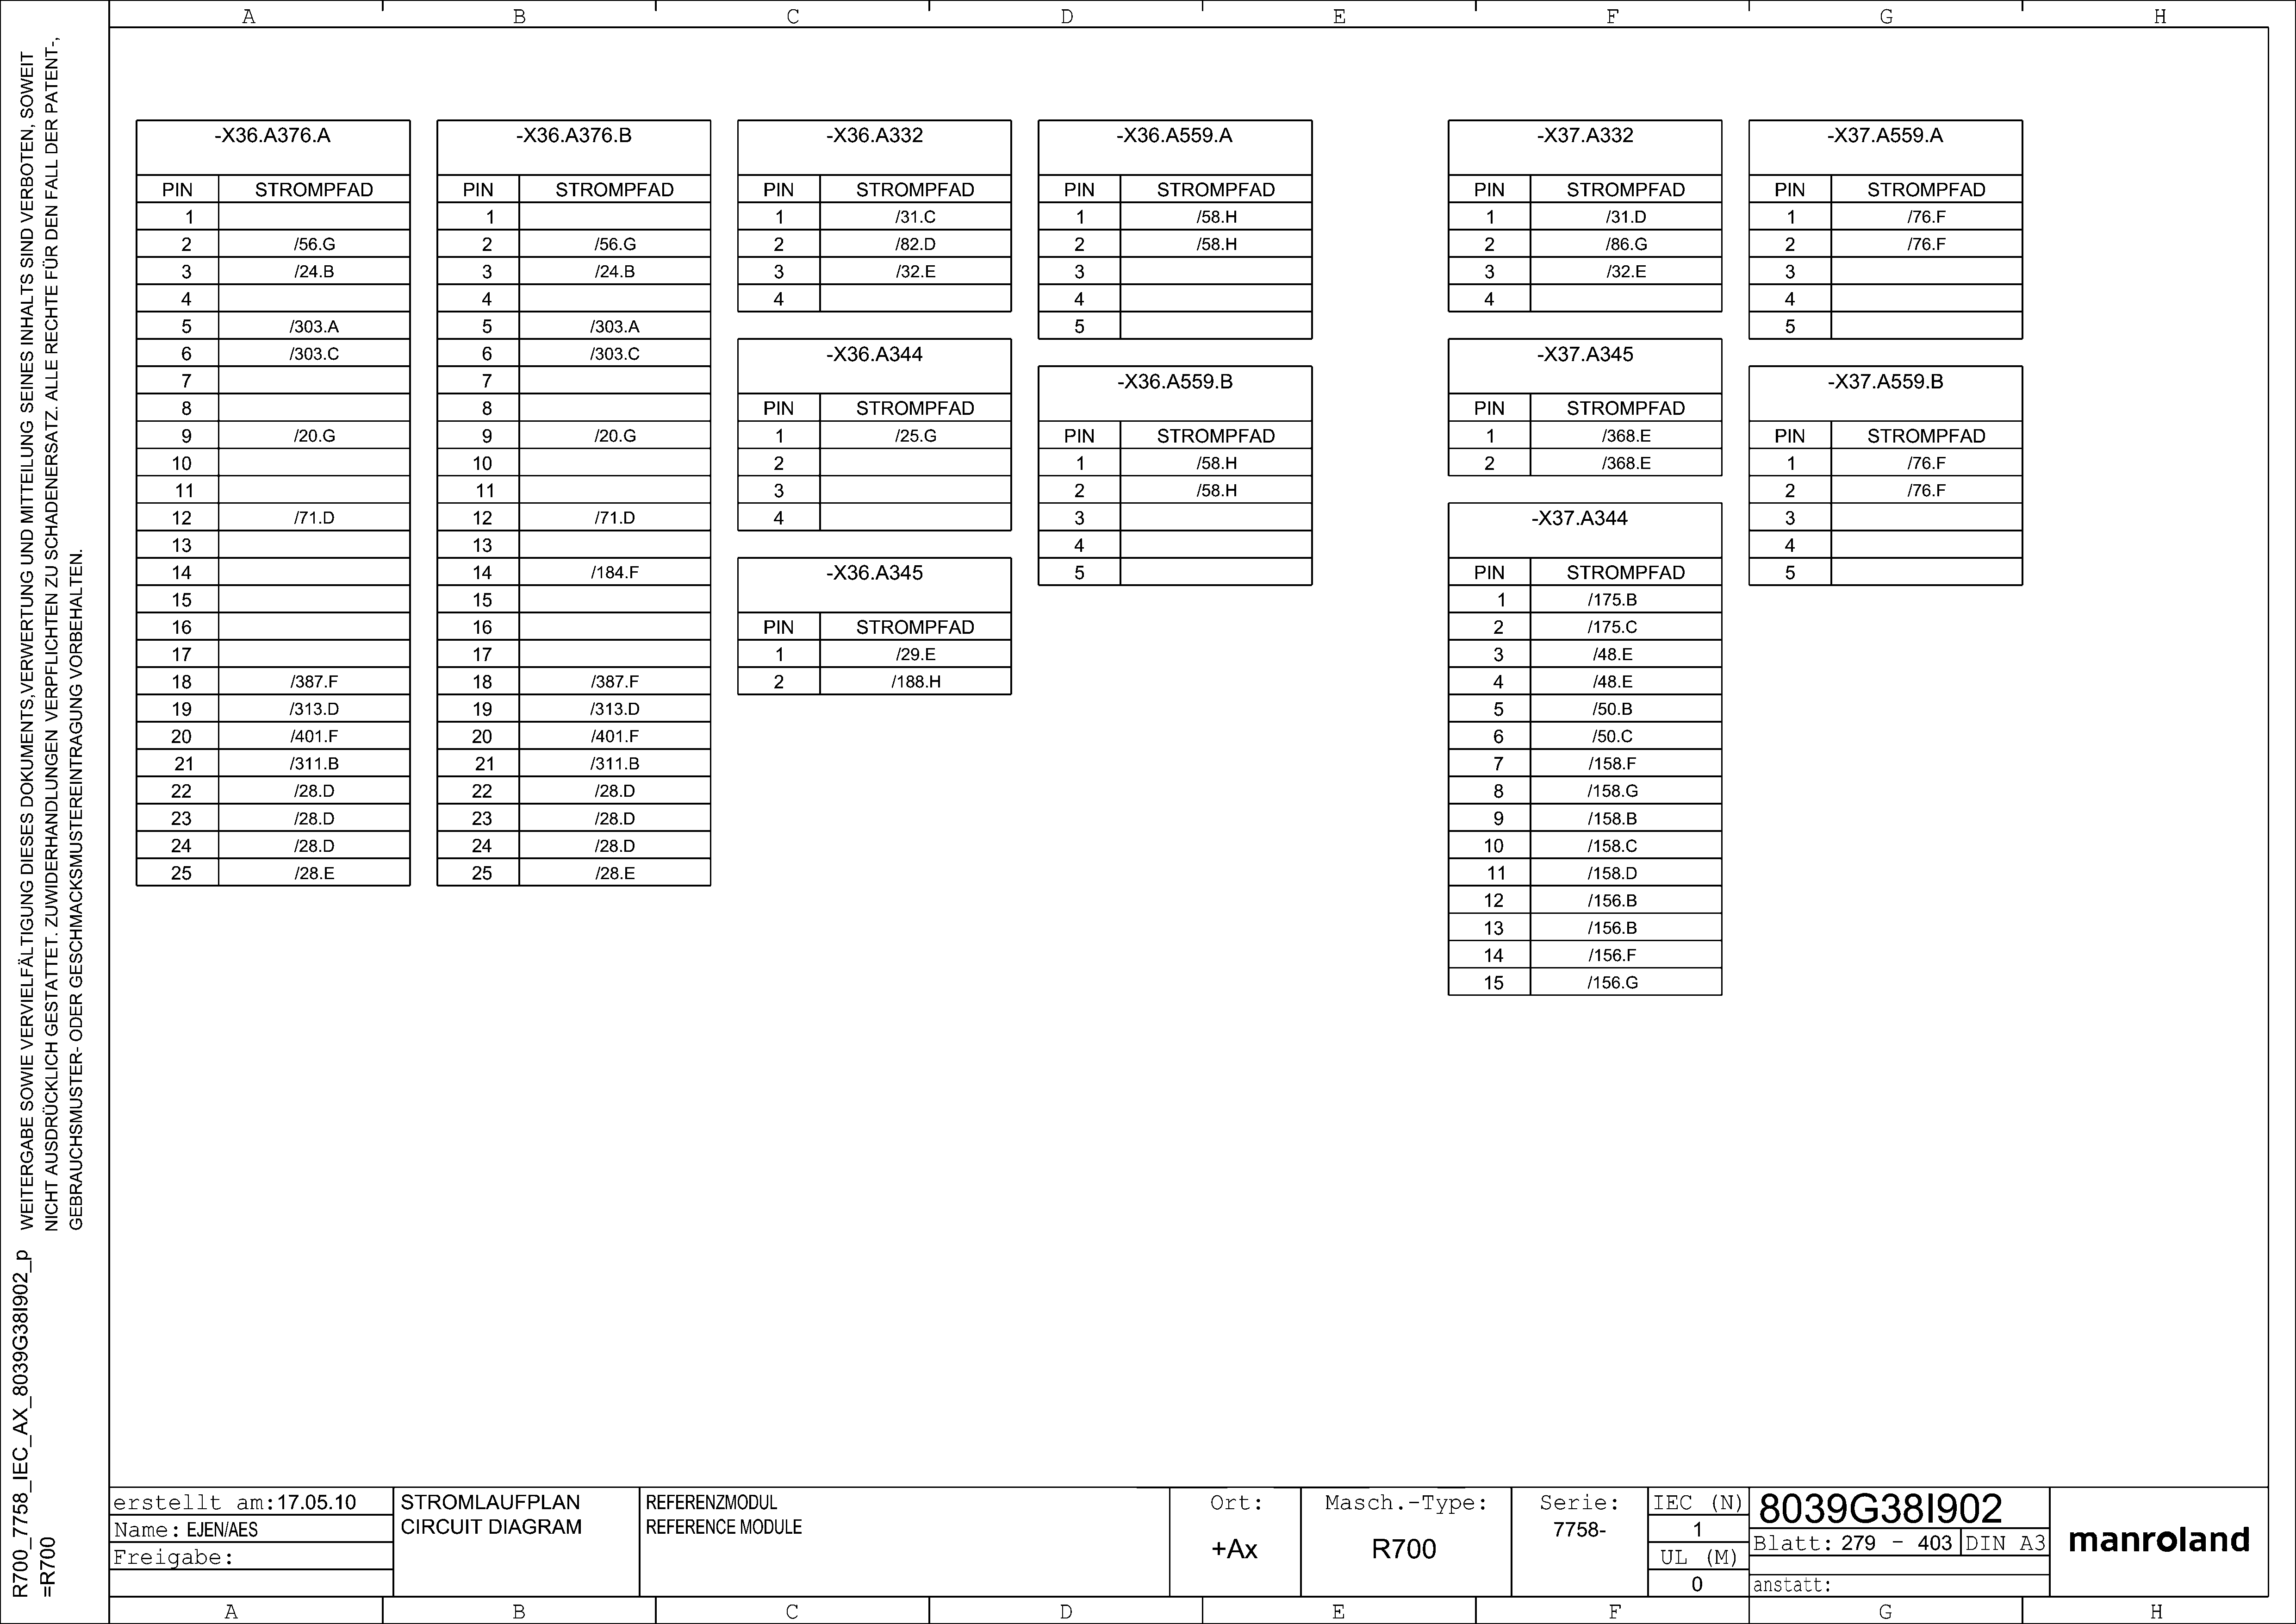 A B C D E F G H
WEITERGABE SOWIE VERVIELFÄLTIGUNG DIESES DOKUMENTS,VERWERTUNG UND MITTEILUNG SEINES INHALTS SIND VERBOTEN, SOWEIT
NICHT AUSDRÜCKLICH GESTATTET. ZUWIDERHANDLUNGEN VERPFLICHTEN ZU SCHADENERSATZ. ALLE RECHTE FÜR DEN FALL DER PATENT-,
GEBRAUCHSMUSTER- ODER GESCHMACKSMUSTEREINTRAGUNG VORBEHALTEN.
R700_7758_IEC_AX_8039G38I902_p
=R700
-X36.A376.A
PIN STROMPFAD
1
2 /56.G
3 /24.B
4
5 /303.A
6 /303.C
7
8
9 /20.G
10
11
12 /71.D
13
14
15
16
17
18 /387.F
19 /313.D
20 /401.F
21 /311.B
22 /28.D
23 /28.D
24 /28.D
25 /28.E
-X36.A376.B
PIN STROMPFAD
1
2 /56.G
3 /24.B
4
5 /303.A
6 /303.C
7
8
9 /20.G
10
11
12 /71.D
13
14 /184.F
15
16
17
18 /387.F
19 /313.D
20 /401.F
21 /311.B
22 /28.D
23 /28.D
24 /28.D
25 /28.E
-X36.A332
PIN STROMPFAD
1 /31.C
2 /82.D
3 /32.E
4
-X36.A344
PIN STROMPFAD
1 /25.G
2
3
4
-X36.A345
PIN STROMPFAD
1 /29.E
2 /188.H
-X36.A559.A
PIN STROMPFAD
1 /58.H
2 /58.H
3
4
5
-X36.A559.B
PIN STROMPFAD
1 /58.H
2 /58.H
3
4
5
-X37.A332
PIN STROMPFAD
1 /31.D
2 /86.G
3 /32.E
4
-X37.A345
PIN STROMPFAD
1 /368.E
2 /368.E
-X37.A344
PIN STROMPFAD
1 /175.B
2 /175.C
3 /48.E
4 /48.E
5 /50.B
6 /50.C
7 /158.F
8 /158.G
9 /158.B
10 /158.C
11 /158.D
12 /156.B
13 /156.B
14 /156.F
15 /156.G
-X37.A559.A
PIN STROMPFAD
1 /76.F
2 /76.F
3
4
5
-X37.A559.B
PIN STROMPFAD
1 /76.F
2 /76.F
3
4
5
erstellt am:17.05.10
Name: EJEN/AES
Freigabe:
STROMLAUFPLAN
CIRCUIT DIAGRAM
REFERENZMODUL
REFERENCE MODULE
Ort:
+Ax
Masch.-Type:
R700
Serie:
7758-
IEC (N)
1
UL (M)
0
8039G38I902
Blatt: 279 - 403 DIN A3
anstatt:
manroland
A B C D E F G H